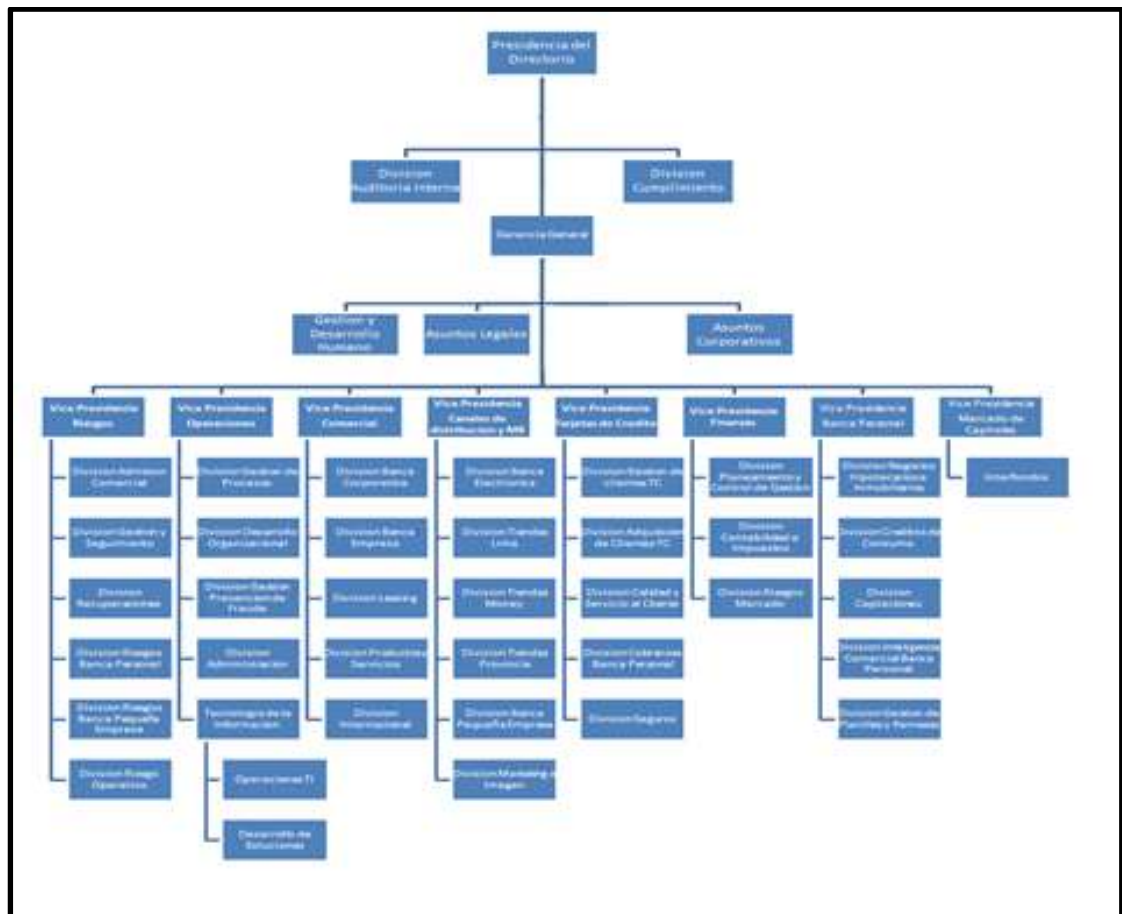 Presidencia del
Directorio
Division
Auditoria Interna
Division
Cumplimiento
Gerencia General
Gestion y
Desarrollo
Humano
Asuntos Legales
Asuntos
Corporativos
Vice Presidencia
Riesgos
Vice Presidencia
Operaciones
Vice Presidencia
Comercial
Vice Presidencia
Canales de
distribucion y MK
Vice Presidencia
Tarjetas de Credito
Vice Presidencia
Finanzas
Vice Presidencia
Banca Personal
Vice Presidencia
Mercado de
Capitales
Division Admision
Comercial
Division Gestion y
Seguimiento
Division
Recuperaciones
Division Riesgos
Banca Personal
Division Riesgos
Banca Pequeña
Empresa
Division Riesgo
Operativo
Division Gestion de
Procesos
Division Desarrollo
Organizacional
Division Gestion
Prevencion de
Fraude
Division
Administracion
Tecnologia de la
Informacion
Operaciones TI
Desarrollo de
Soluciones
Division Banca
Corporativa
Division Banca
Empresa
Division Leasing
Division Productos y
Servicios
Division
Internacional
Division Banca
Electronica
Division Tiendas
Lima
Division Tiendas
Money
Division Tiendas
Provincia
Division Banca
Pequeña Empresa
Division Marketing e
Imagen
Division Gestion de
clientes TC
Division Adquisicion
de Clientes TC
Division Calidad y
Servicio al Cliente
Division Cobranzas
Banca Personal
Division Seguros
Division
Planeamiento y
Control de Gestion
Division
Contabilidad e
Impuestos
Division Riesgos
Mercado
Division Negocios
Hipotecarios e
Inmobiliarios
Division Creditos de
Consumo
Division
Captaciones
Division Inteligencia
Comercial Banca
Personal
Division Gestion de
Interfondos